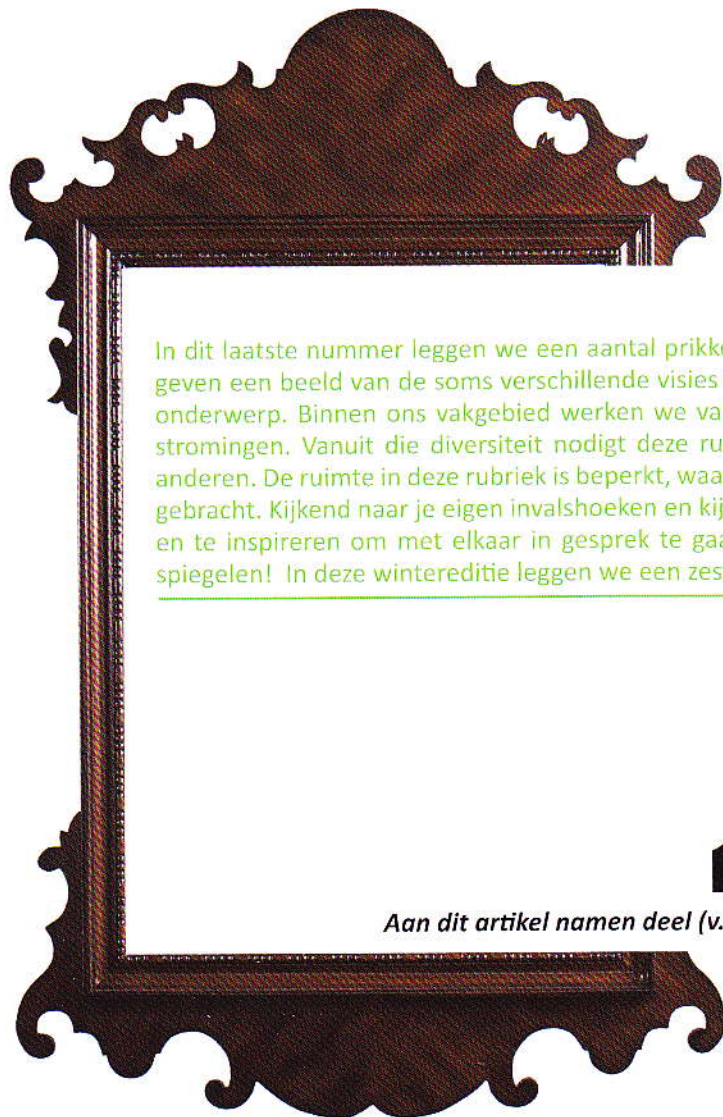 In dit laatste nummer leggen we een aantal prikke
geven een beeld van de soms verschillende visies
onderwerp. Binnen ons vakgebied werken we va
stromingen. Vanuit die diversiteit nodigt deze ru
anderen. De ruimte in deze rubriek is beperkt, waa
gebracht. Kijkend naar je eigen invalshoeken en kij
en te inspireren om met elkaar in gesprek te gaa
spiegelen! In deze wintereditie leggen we een zes
Aan dit artikel namen deel (v.